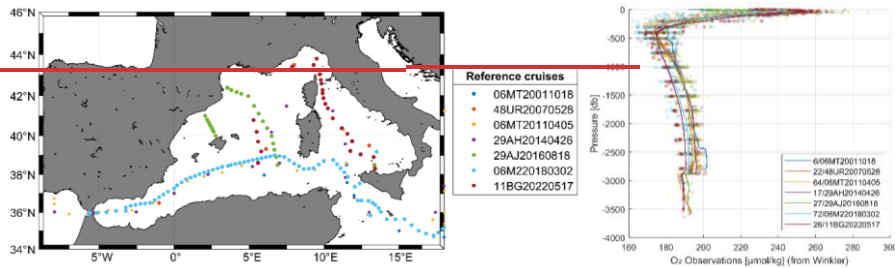 46°N
44°N
42°N
40°N
38°N
36°N
34°N
5°W
0°
5°E
10°E
15°E
Reference cruises
06MT20011018
48UR20070528
06MT20110405
29AH20140426
29AJ20160818
06M220180302
11BG20220517
0
-500
-1000
-1500
-2000
-2500
-3000
-3500
-4000
Pressure [db]
160
180
200
220
240
260
280
300
O₂ Observations [μmol/kg] (from Winkler)
6/06MT20011018
22/48UR20070528
64/06MT20110405
17/29AH20140426
27/29AJ20160818
72/06M220180302
26/11BG20220517